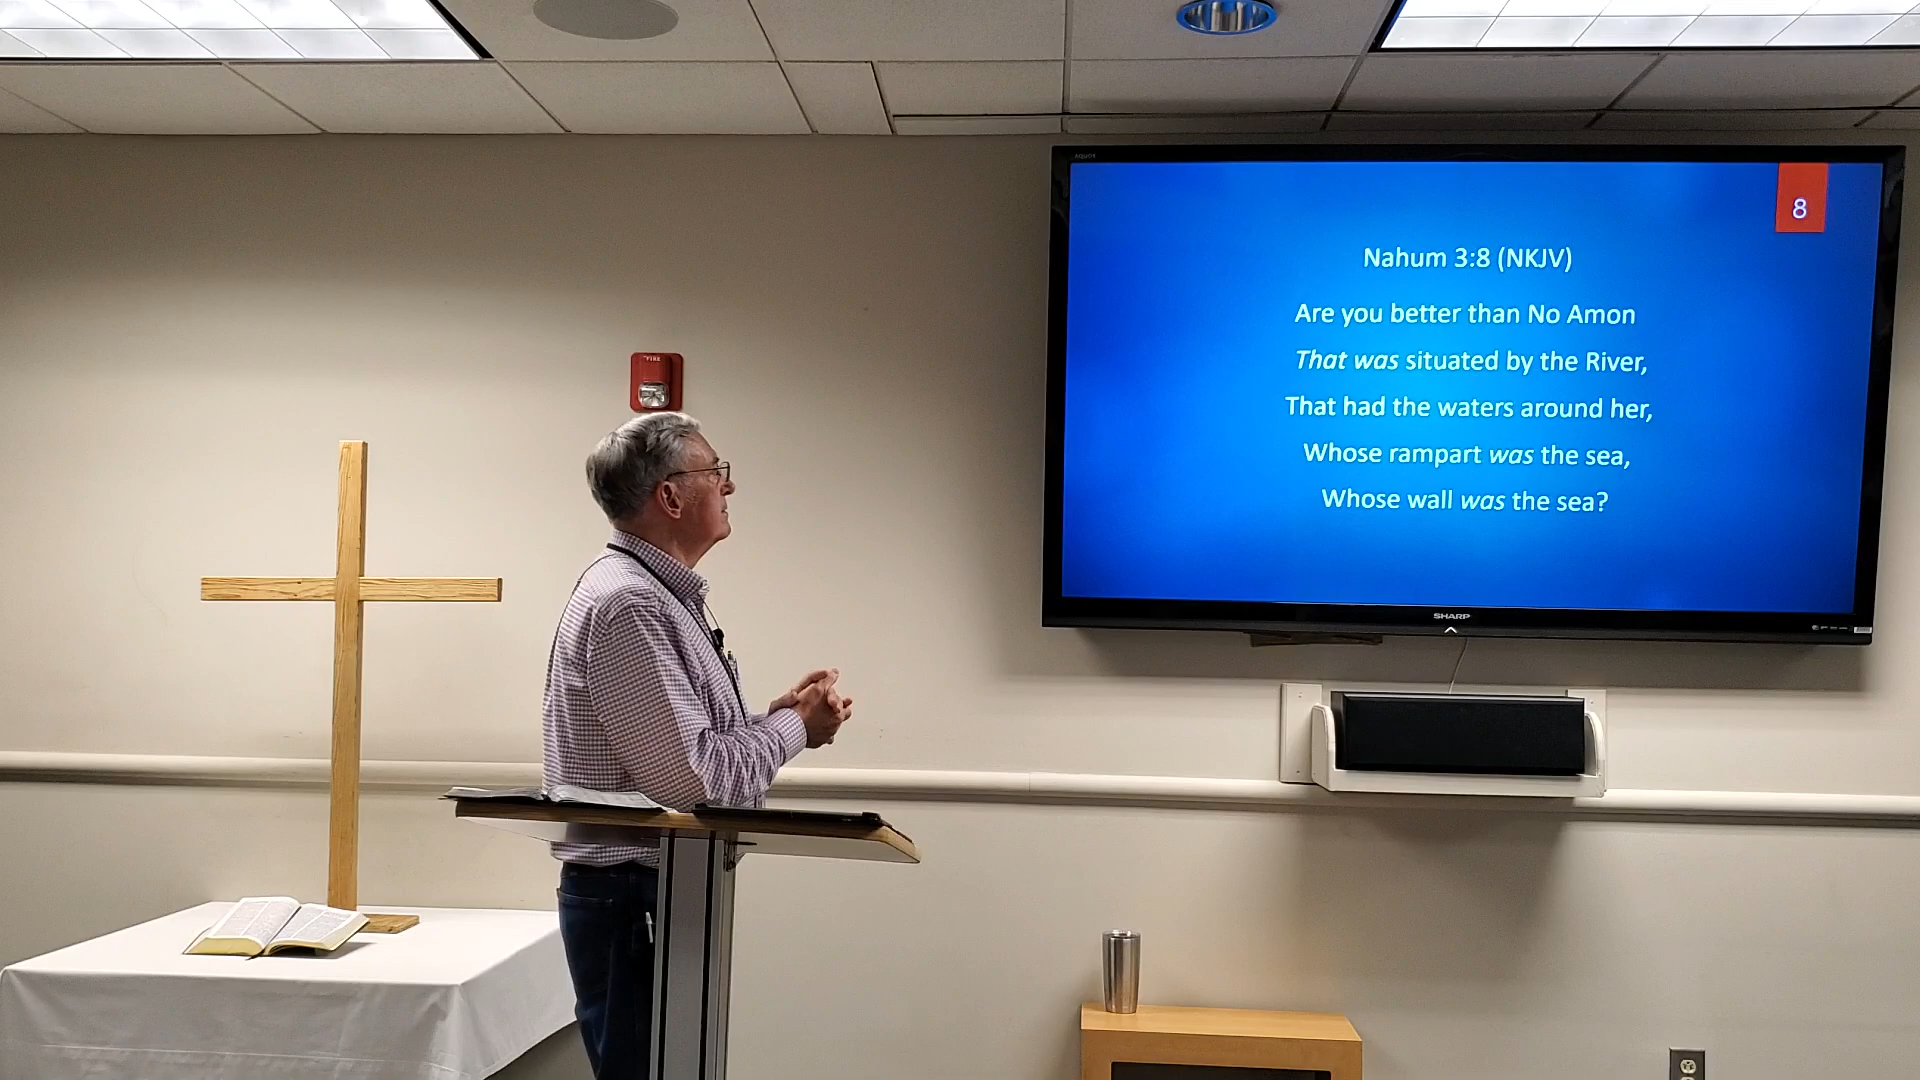 AQUOS
8
Nahum 3:8 (NKJV)
Are you better than No Amon
That was situated by the River,
That had the waters around her,
Whose rampart was the sea,
Whose wall was the sea?
SHARP
FIRE